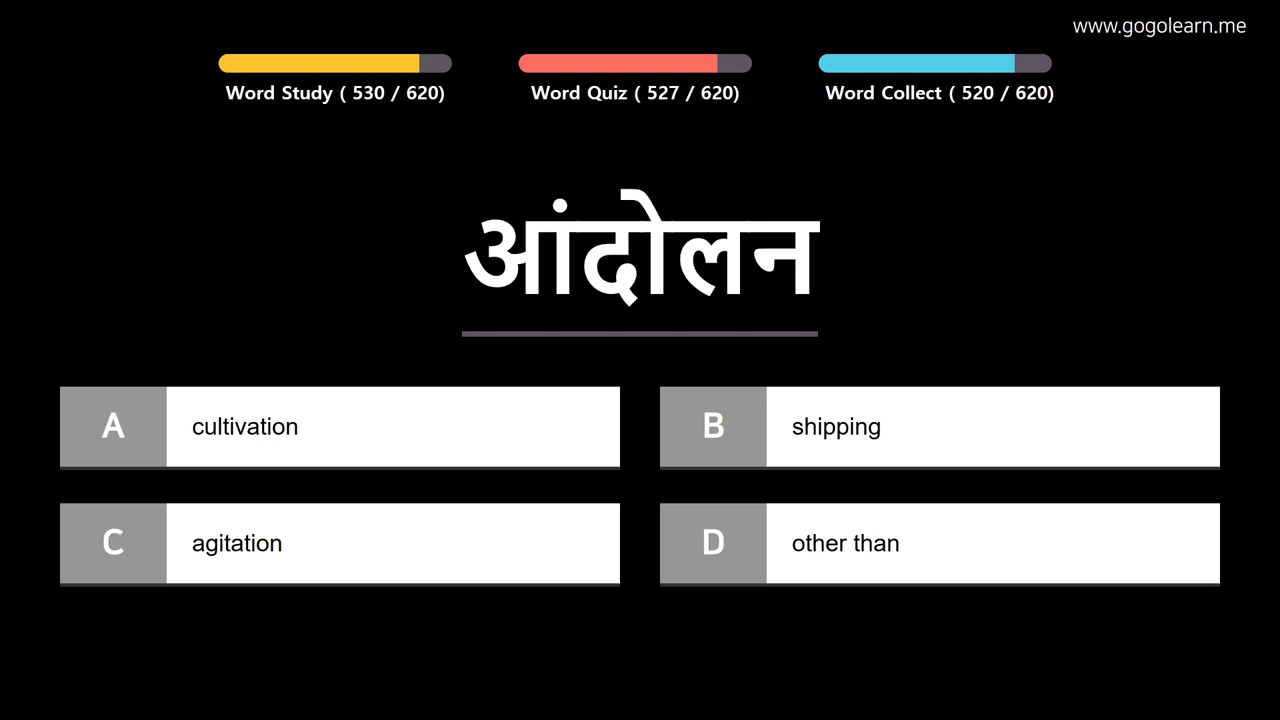 www.gogolearn.me
Word Study ( 530 / 620)
Word Quiz ( 527 / 620)
Word Collect ( 520 / 620)
आंदोलन
A cultivation
B shipping
C agitation
D other than